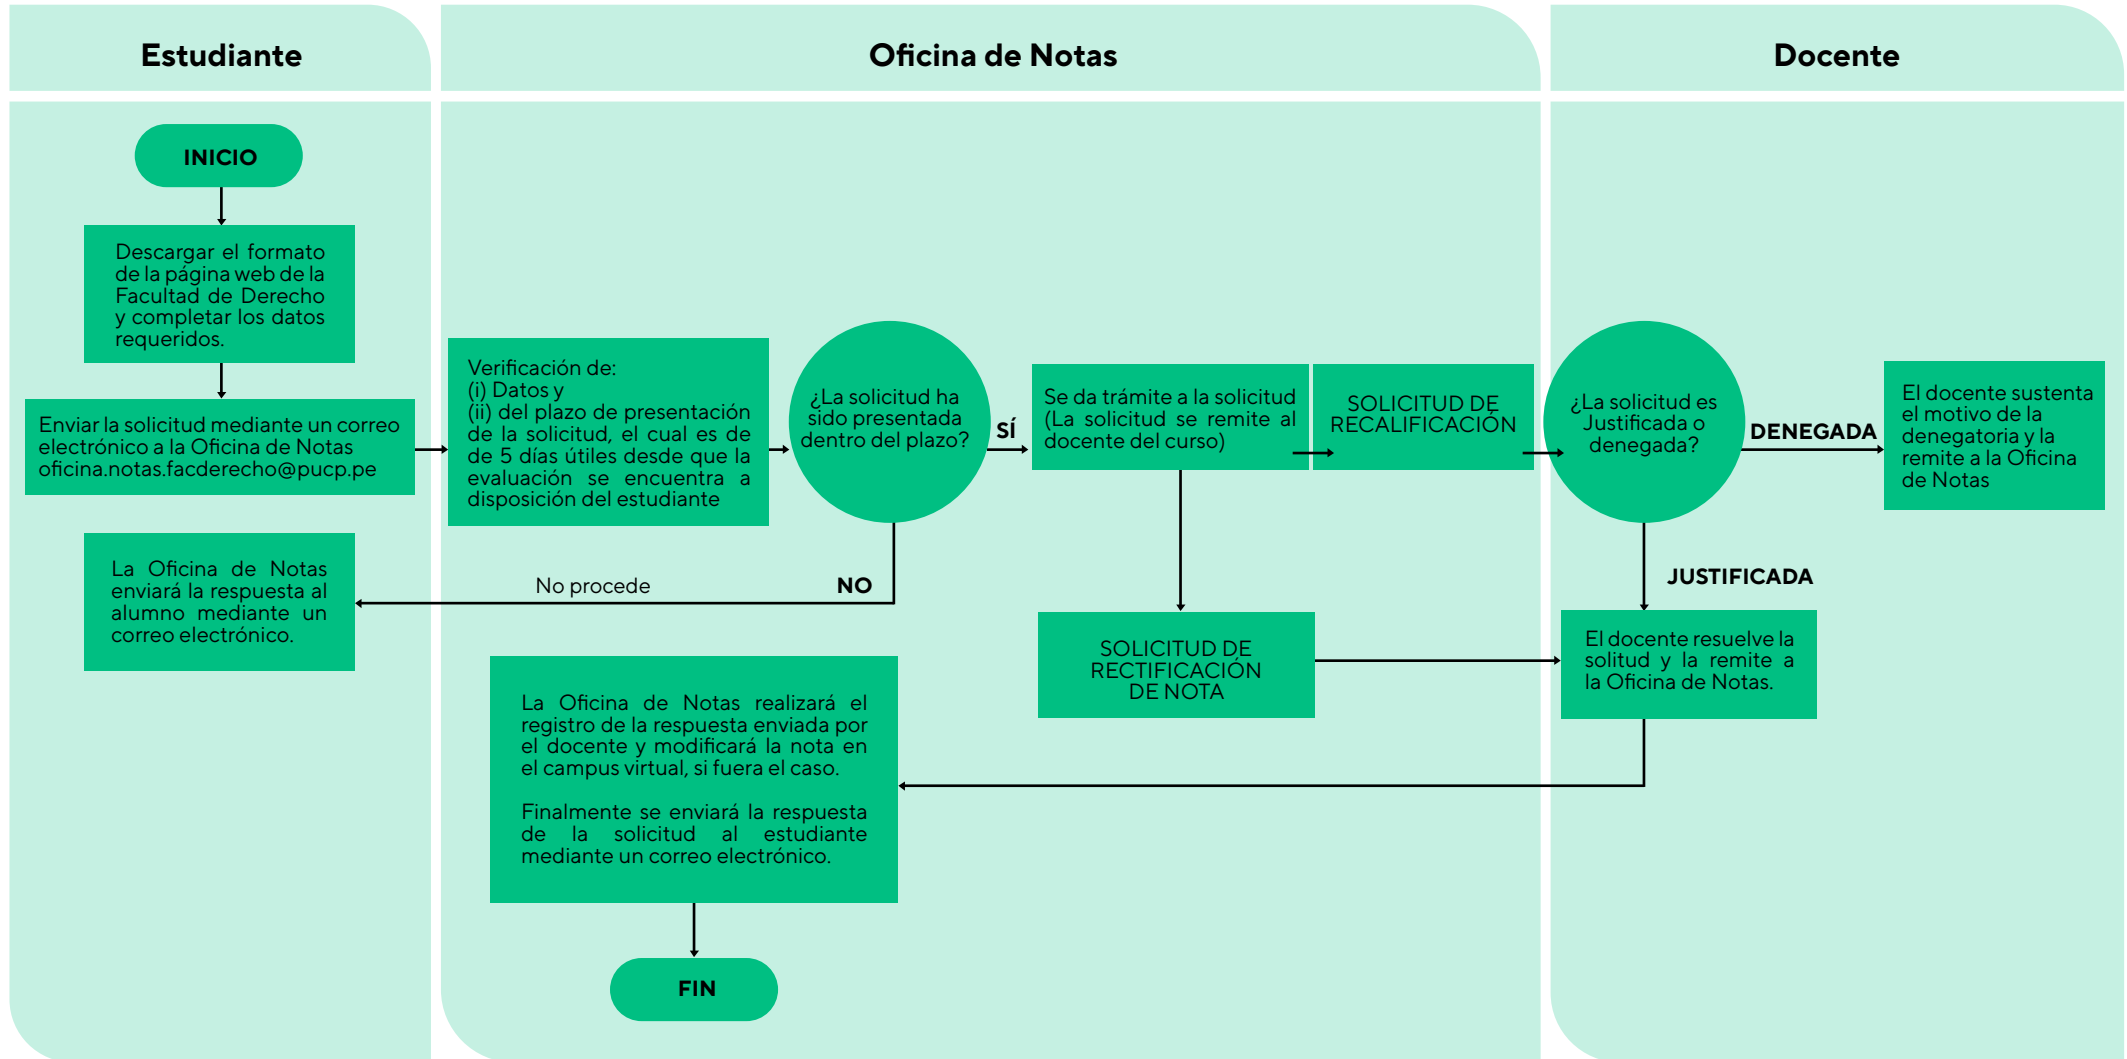 Estudiante
Oficina de Notas
Docente
INICIO
Descargar el formato
de la página web de la
Facultad de Derecho
y completar los datos
requeridos.
Enviar la solicitud mediante un correo
electrónico a la Oficina de Notas
oficina.notas.facderecho@pucp.pe
Verificación de:
(i) Datos y
(ii) del plazo de presentación
de la solicitud, el cual es de
de 5 días útiles desde que la
evaluación se encuentra a
disposición del estudiante
¿La solicitud ha
sido presentada
dentro del plazo?
SÍ
Se da trámite a la solicitud
(La solicitud se remite al
docente del curso)
SOLICITUD DE
RECALIFICACIÓN
¿La solicitud es
Justificada o
denegada?
DENEGADA
El docente sustenta
el motivo de la
denegatoria y la
remite a la Oficina
de Notas
La Oficina de Notas
enviará la respuesta al
alumno mediante un
correo electrónico.
No procede
NO
JUSTIFICADA
SOLICITUD DE
RECTIFICACIÓN
DE NOTA
El docente resuelve la
solitud y la remite a
la Oficina de Notas.
La Oficina de Notas realizará el
registro de la respuesta enviada por
el docente y modificará la nota en
el campus virtual, si fuera el caso.
Finalmente se enviará la respuesta
de la solicitud al estudiante
mediante un correo electrónico.
FIN